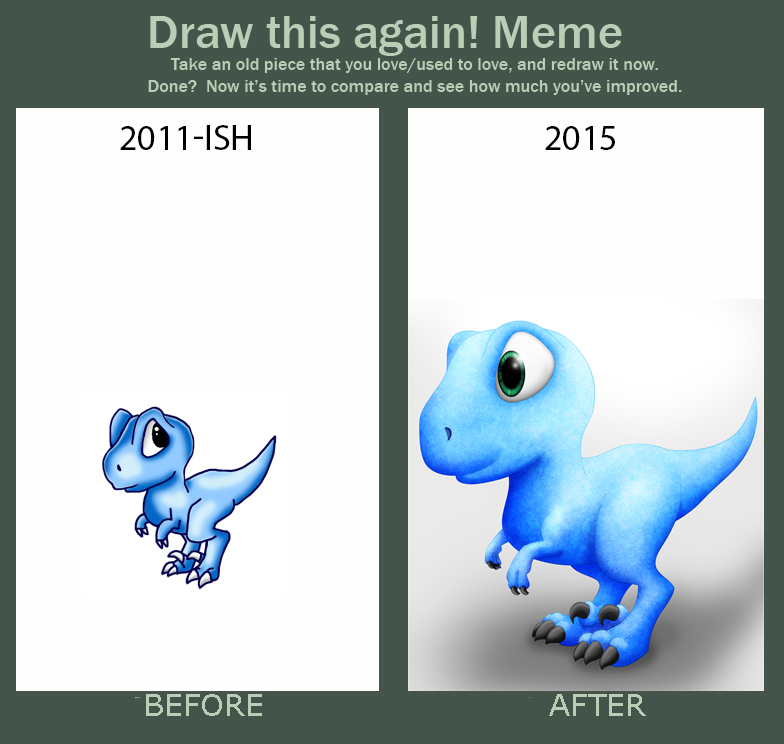 Draw this again! Meme
Take an old piece that you love/used to love, and redraw it now.
Done?  Now it's time to compare and see how much you've improved.
2011-ISH
2015
BEFORE
AFTER